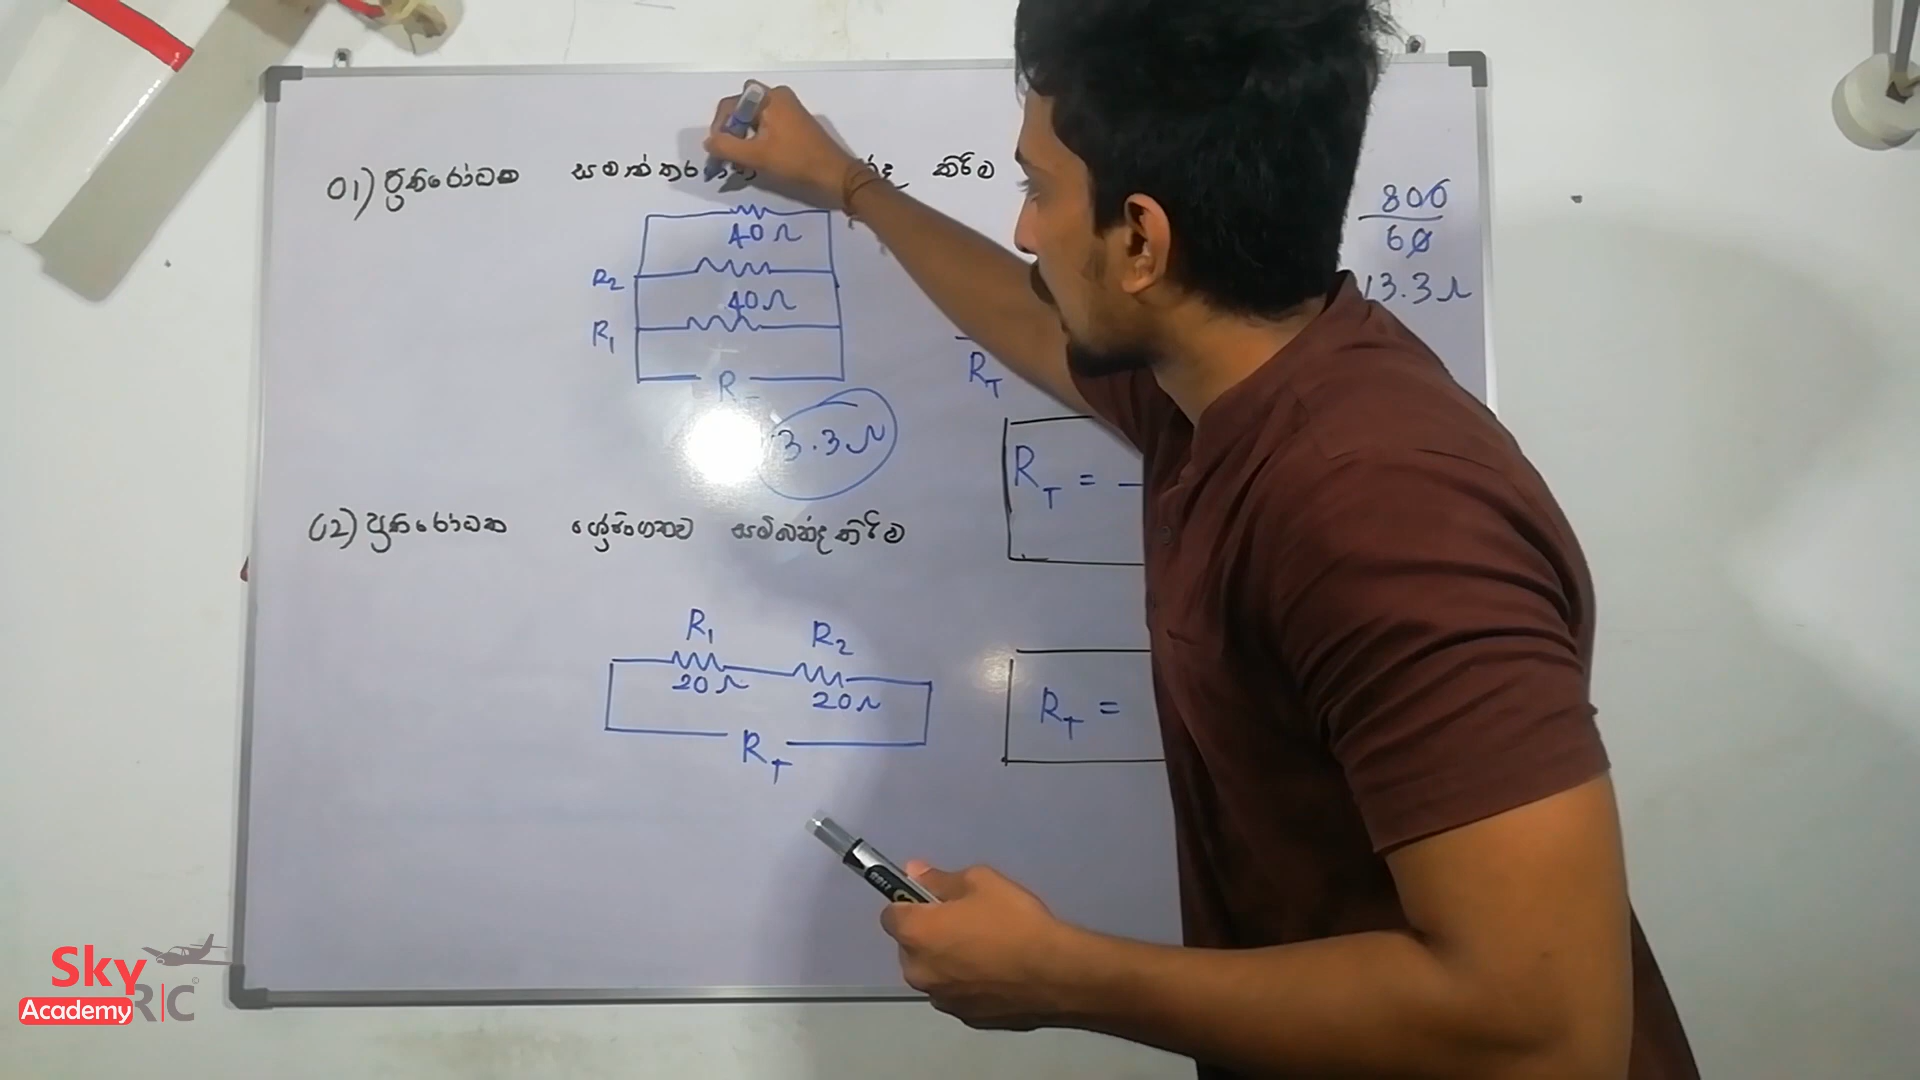 01) ප්‍රතිරෝධක සමාන්තරගත කිරීම
40Ω
R2
40Ω
R1
R
3.3Ω
800
60
13.3Ω
RT
RT =
02) ප්‍රතිරෝධක ශ්‍රේණිගතව සම්බන්ද කිරීම
R1 R2
20Ω 20Ω
RT
RT =
Sky
Academy R|C